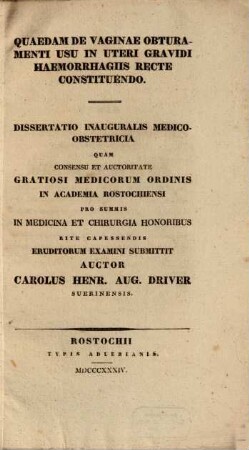 QUAEDAM DE VAGINAE OBTURA-
MENTI USU IN UTERI GRAVIDI
HAEMORRHAGIIS RECTE
CONSTITUENDO.
DISSERTATIO INAUGURALIS MEDICO-
OBSTETRICIA
QUAM
CONSENSU ET AUCTORITATE
GRATIOSI MEDICORUM ORDINIS
IN ACADEMIA ROSTOCHIENSI
PRO SUMMIS
IN MEDICINA ET CHIRURGIA HONORIBUS
RITE CAPESSENDIS
ERUDITORUM EXAMINI SUBMITTIT
AUCTOR
CAROLUS HENR. AUG. DRIVER
SUERINENSIS.
ROSTOCHII
TYPIS ADLERIANIS.
MDCCCXXXIV.